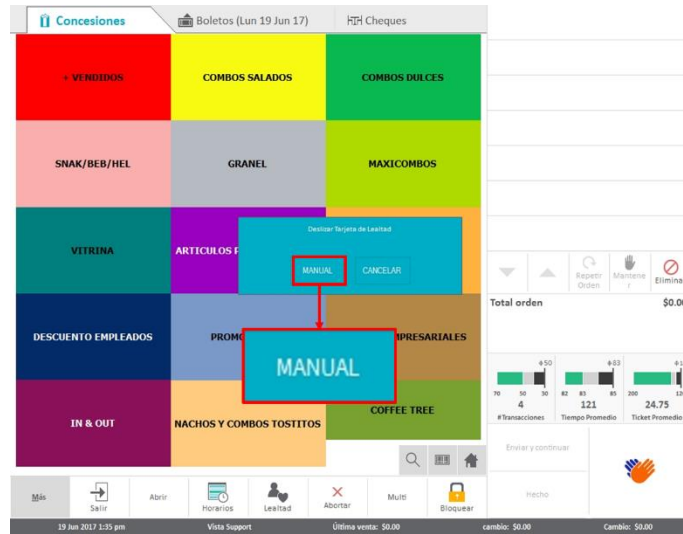 Concesiones
Boletos (Lun 19 Jun 17)
Cheques
+ VENDIDOS
COMBOS SALADOS
COMBOS DULCES
SNAK/BEB/HEL
GRANEL
MAXICOMBOS
VITRINA
ARTICULOS P
Deslizar Tarjeta de Lealtad
MANUAL
CANCELAR
Repetir
Orden
Mantene
r
Elimina
Total orden
$0.00
DESCUENTO EMPLEADOS
PROMO
MPRESARIALES
MANUAL
+50
+83
70 50 30
82 83 85
200
4
121
24.75
#Transacciones
Tiempo Promedio
Ticket Promedio
IN & OUT
NACHOS Y COMBOS TOSTITOS
COFFEE TREE
Enviar y continuar
Hecho
Más
Salir
Abrir
Horarios
Lealtad
Abortar
Multi
Bloquear
19 Jun 2017 1:35 pm
Vista Support
Última venta: $0.00
cambio: $0.00
Cambio: $0.00